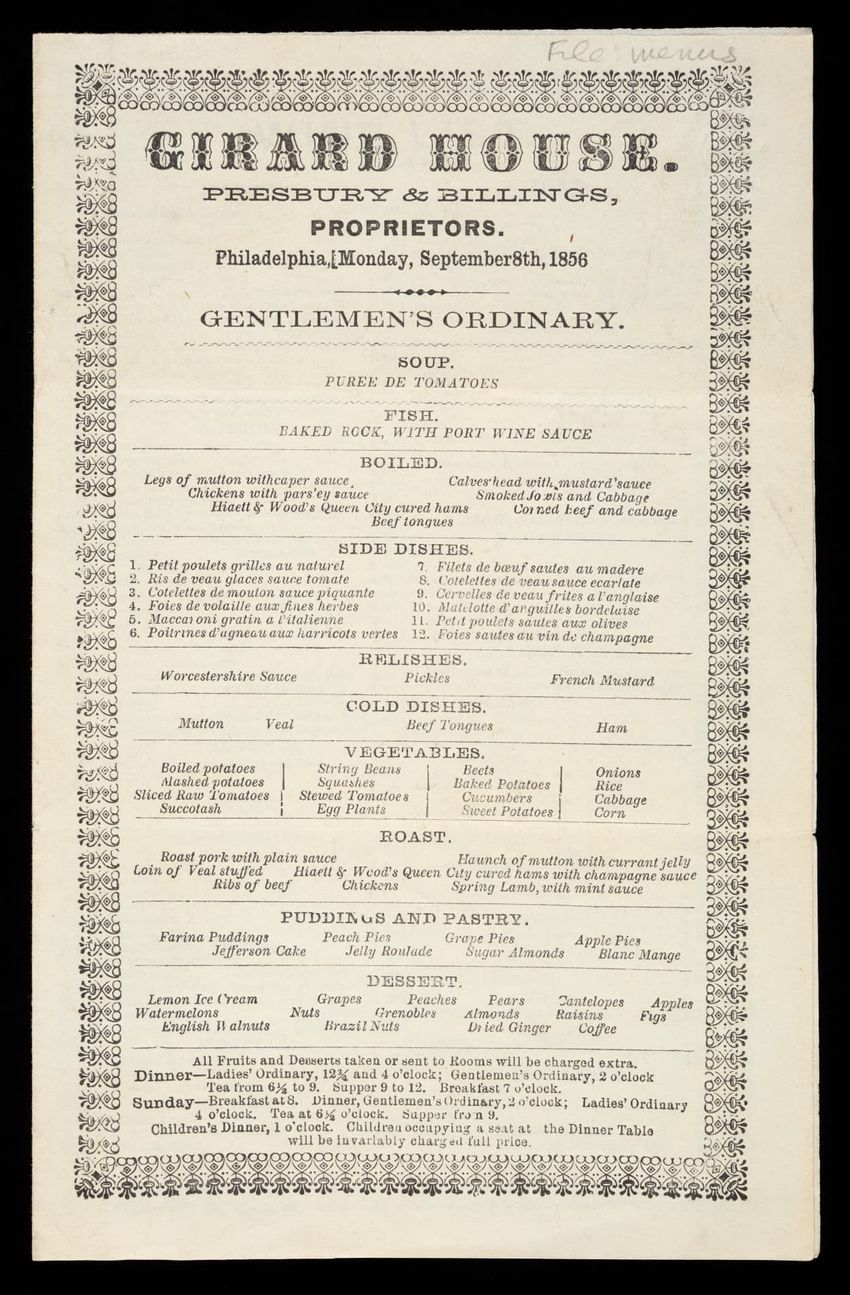 File menus
GIRARD HOUSE.
PRESBURY & BILLINGS,
PROPRIETORS.
Philadelphia,[Monday, September8th, 1856
GENTLEMEN'S ORDINARY.
SOUP.
PUREE DE TOMATOES
FISH.
BAKED ROCK, WITH PORT WINE SAUCE
BOILED.
Legs of mutton withcaper sauce Calves'head with mustard'sauce
Chickens with pars'ey sauce Smoked Jowls and Cabbage
Hiaett & Wood's Queen City cured hams Corned beef and cabbage
Beef tongues
SIDE DISHES.
1. Petit poulets grilles au naturel 7. Filets de bœuf sautes au madere
2. Ris de veau glaces sauce tomate 8. Cotelettes de veau sauce ecarlate
3. Cotelettes de mouton sauce piquante 9. Cervelles de veau frites a l'anglaise
4. Foies de volaille aux fines herbes 10. Matelotte d'anguilles bordelaise
5. Maccaroni gratin a l'italienne 11. Petit poulets sautes aux olives
6. Poitrines d'agneau aux harricots vertes 12. Foies sautes au vin de champagne
RELISHES.
Worcestershire Sauce Pickles French Mustard
COLD DISHES.
Mutton Veal Beef Tongues Ham
VEGETABLES.
Boiled potatoes String Beans Beets Onions
Mashed potatoes Squashes Baked Potatoes Rice
Sliced Raw Tomatoes Stewed Tomatoes Cucumbers Cabbage
Succotash Egg Plants Sweet Potatoes Corn
ROAST.
Roast pork with plain sauce Haunch of mutton with currant jelly
Loin of Veal stuffed Hiaett & Wood's Queen City cured hams with champagne sauce
Ribs of beef Chickens Spring Lamb, with mint sauce
PUDDINGS AND PASTRY.
Farina Puddings Peach Pies Grape Pies Apple Pies
Jefferson Cake Jelly Roulade Sugar Almonds Blanc Mange
DESSERT.
Lemon Ice Cream Grapes Peaches Pears Cantelopes Apples
Watermelons Nuts Grenobles Almonds Raisins Figs
English Walnuts Brazil Nuts Dried Ginger Coffee
All Fruits and Desserts taken or sent to Rooms will be charged extra.
Dinner—Ladies' Ordinary, 12¾ and 4 o'clock; Gentlemen's Ordinary, 2 o'clock
Tea from 6½ to 9. Supper 9 to 12. Breakfast 7 o'clock.
Sunday—Breakfast at 8. Dinner, Gentlemen's Ordinary, 2 o'clock; Ladies' Ordinary
4 o'clock. Tea at 6½ o'clock. Supper from 9.
Children's Dinner, 1 o'clock. Children occupying a seat at the Dinner Table
will be invariably charged full price.